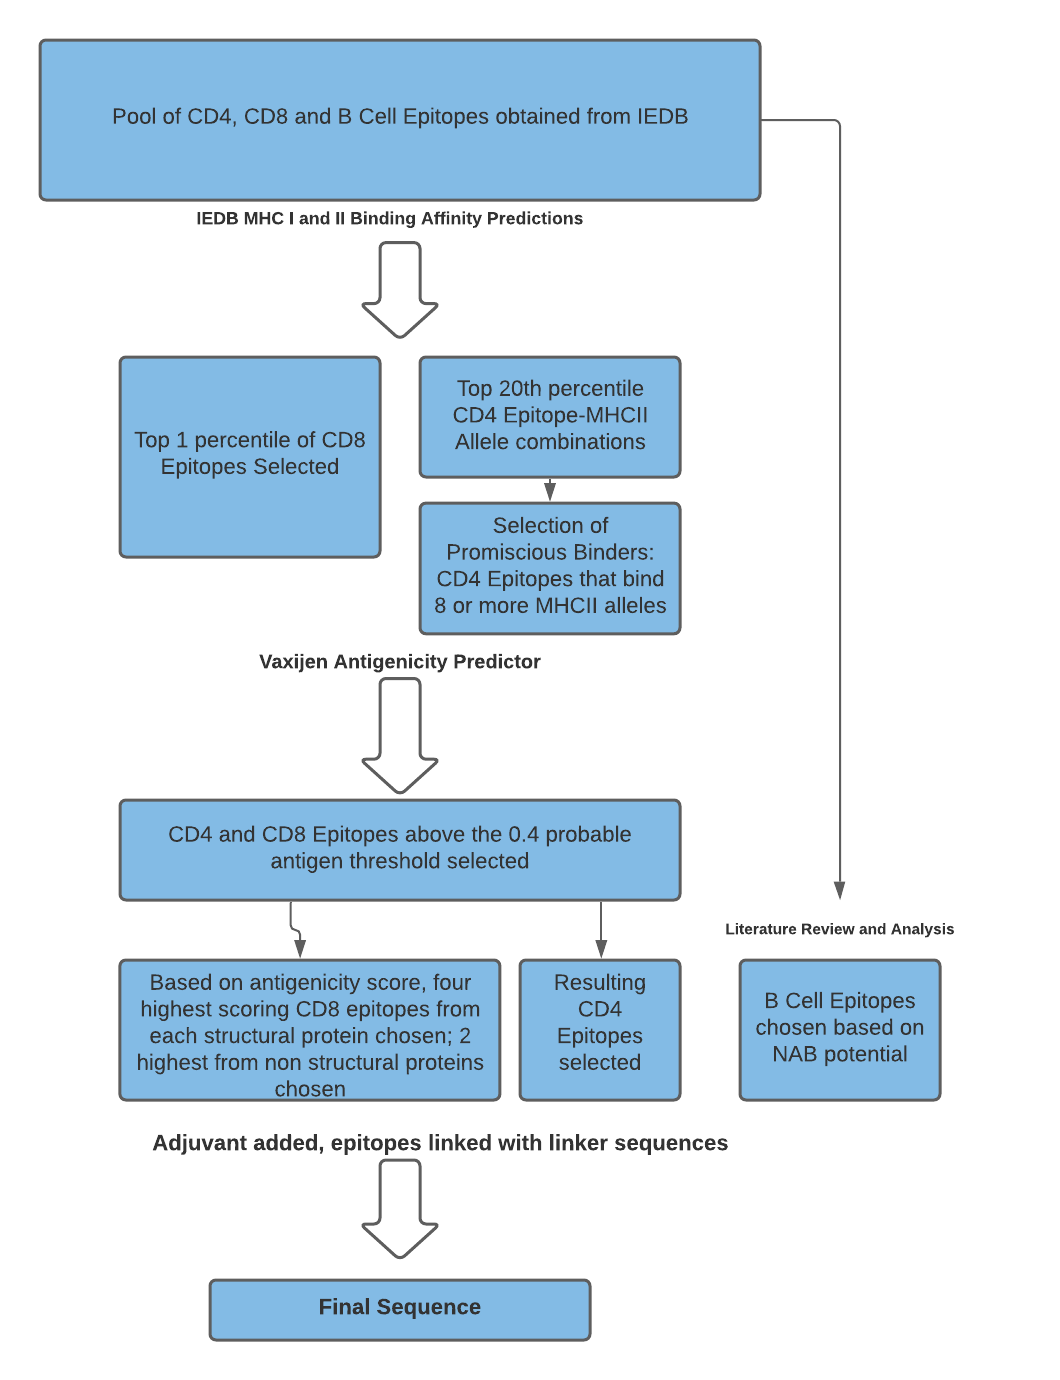 Pool of CD4, CD8 and B Cell Epitopes obtained from IEDB
IEDB MHC I and II Binding Affinity Predictions
Top 1 percentile of CD8
Epitopes Selected
Top 20th percentile
CD4 Epitope-MHCII
Allele combinations
Selection of
Promiscious Binders:
CD4 Epitopes that bind
8 or more MHCII alleles
Vaxijen Antigenicity Predictor
CD4 and CD8 Epitopes above the 0.4 probable
antigen threshold selected
Based on antigenicity score, four
highest scoring CD8 epitopes from
each structural protein chosen; 2
highest from non structural proteins
chosen
Resulting
CD4
Epitopes
selected
Literature Review and Analysis
B Cell Epitopes
chosen based on
NAB potential
Adjuvant added, epitopes linked with linker sequences
Final Sequence